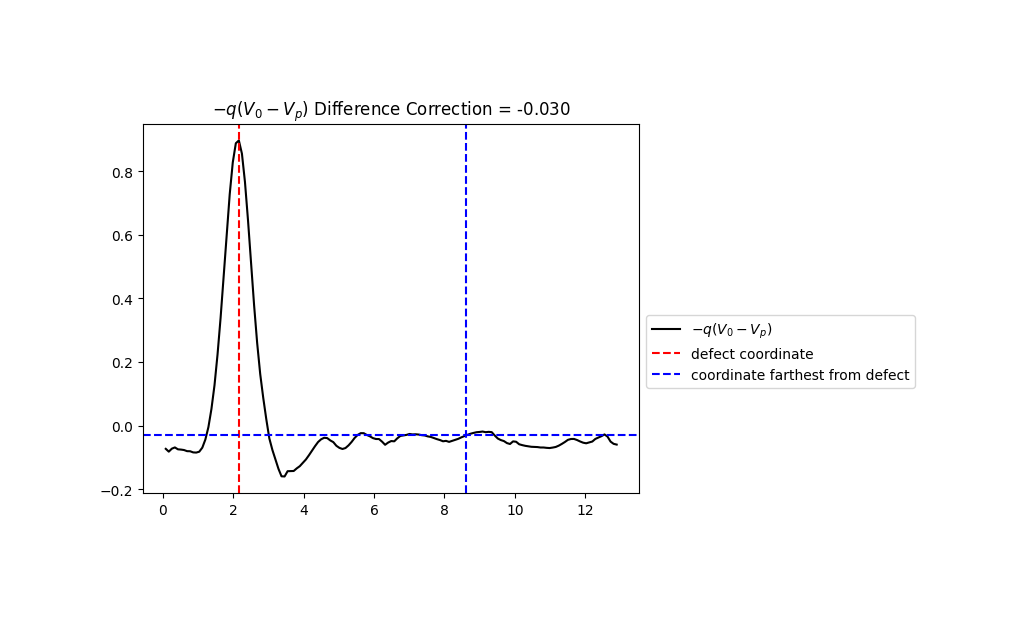 −q(V₀ − Vₚ) Difference Correction = -0.030
0.8
0.6
0.4
0.2
0.0
−0.2
0 2 4 6 8 10 12
−q(V₀ − Vₚ)
defect coordinate
coordinate farthest from defect